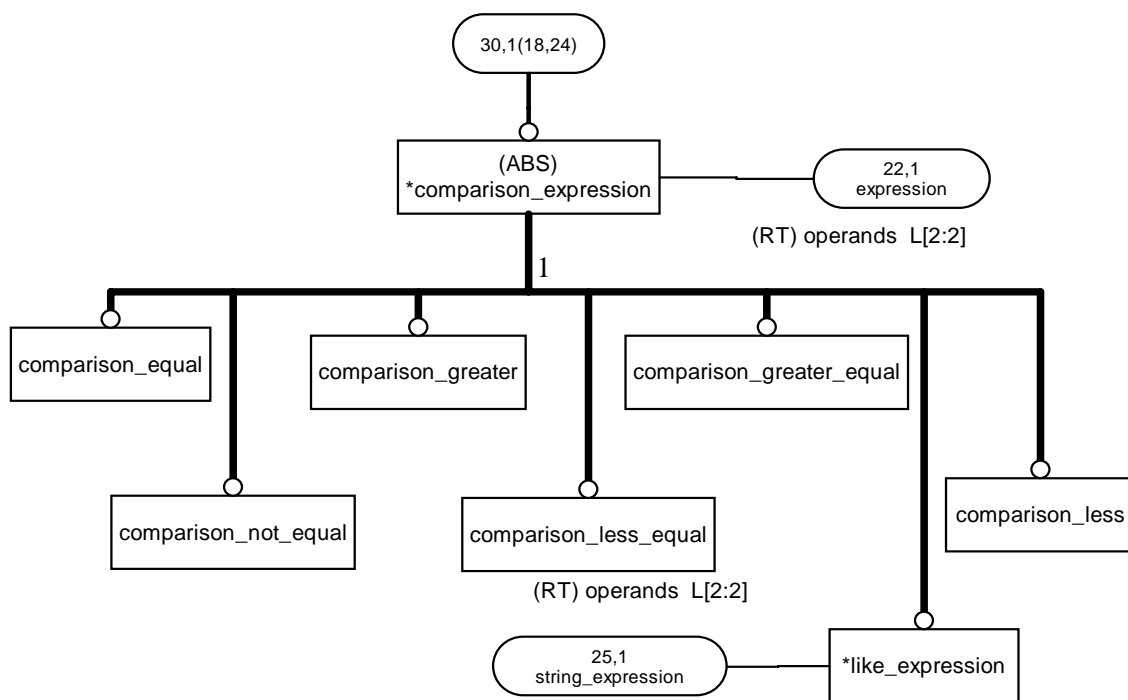 30,1(18,24)
(ABS)
*comparison_expression
22,1
expression
(RT) operands L[2:2]
1
comparison_equal
comparison_greater
comparison_greater_equal
comparison_not_equal
comparison_less_equal
comparison_less
(RT) operands L[2:2]
25,1
string_expression
*like_expression